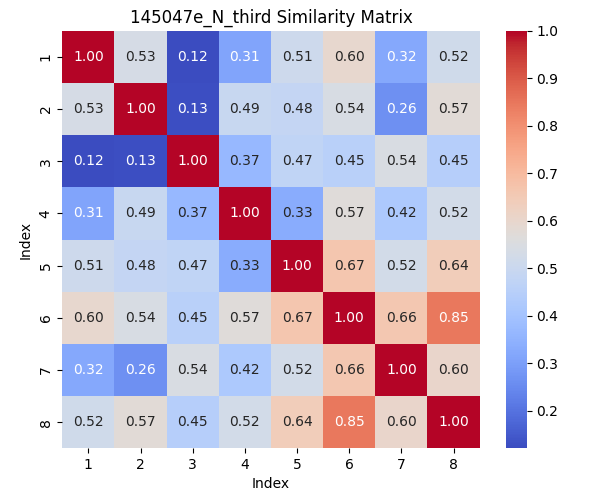 145047e_N_third Similarity Matrix
1 1.00 0.53 0.12 0.31 0.51 0.60 0.32 0.52
2 0.53 1.00 0.13 0.49 0.48 0.54 0.26 0.57
3 0.12 0.13 1.00 0.37 0.47 0.45 0.54 0.45
4 0.31 0.49 0.37 1.00 0.33 0.57 0.42 0.52
5 0.51 0.48 0.47 0.33 1.00 0.67 0.52 0.64
6 0.60 0.54 0.45 0.57 0.67 1.00 0.66 0.85
7 0.32 0.26 0.54 0.42 0.52 0.66 1.00 0.60
8 0.52 0.57 0.45 0.52 0.64 0.85 0.60 1.00
1 2 3 4 5 6 7 8
Index
Index
1.0
0.9
0.8
0.7
0.6
0.5
0.4
0.3
0.2